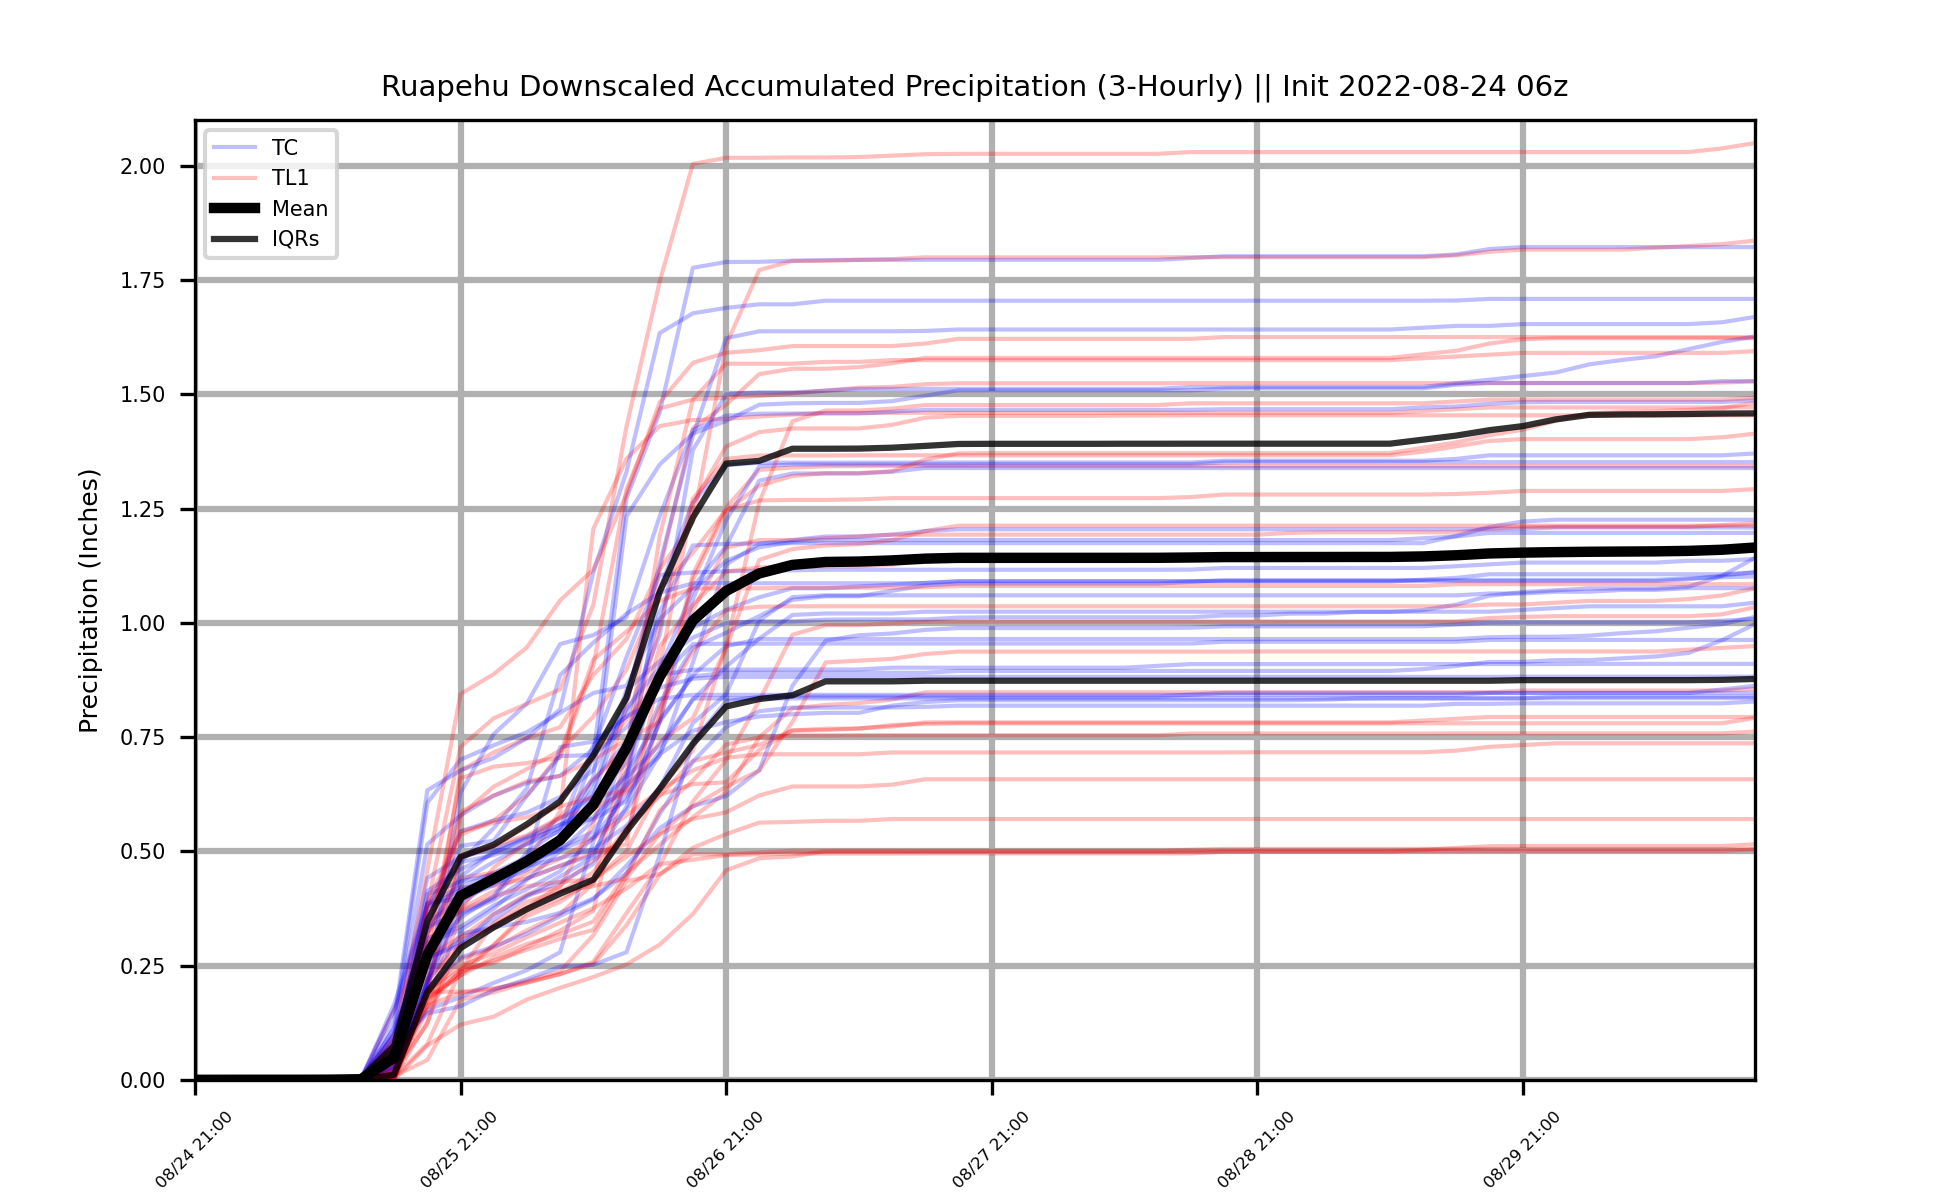 Ruapehu Downscaled Accumulated Precipitation (3-Hourly) || Init 2022-08-24 06z
TC
TL1
Mean
IQRs
Precipitation (Inches)
2.00
1.75
1.50
1.25
1.00
0.75
0.50
0.25
0.00
08/24 21:00
08/25 21:00
08/26 21:00
08/27 21:00
08/28 21:00
08/29 21:00